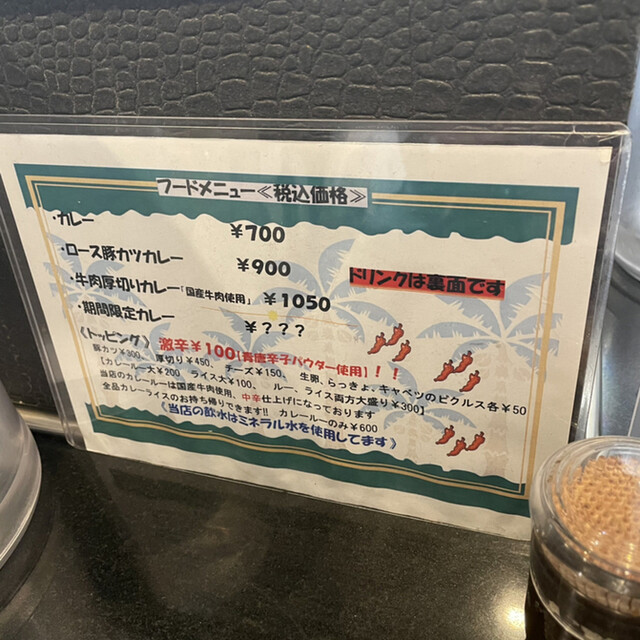 フードメニュー≪税込価格≫
・カレー
¥700
・ロース豚カツカレー
¥900
・牛肉厚切りカレー「国産牛肉使用」 ¥1050
・期間限定カレー
¥???
ドリンクは裏面です
《トッピング》 激辛¥100【青唐辛子パウダー使用】!!
豚カツ¥300、厚切り¥450、チーズ¥150、生卵、らっきょ、キャベツのピクルス各¥50
【カレールー大¥200 ライス大¥100、ルー、ライス両方大盛り¥300】
当店のカレールーは国産牛肉使用、中辛仕上げになっております
全品カレーライスのお持ち帰りできます!! カレールーのみ¥600
《当店の飲水はミネラル水を使用してます》